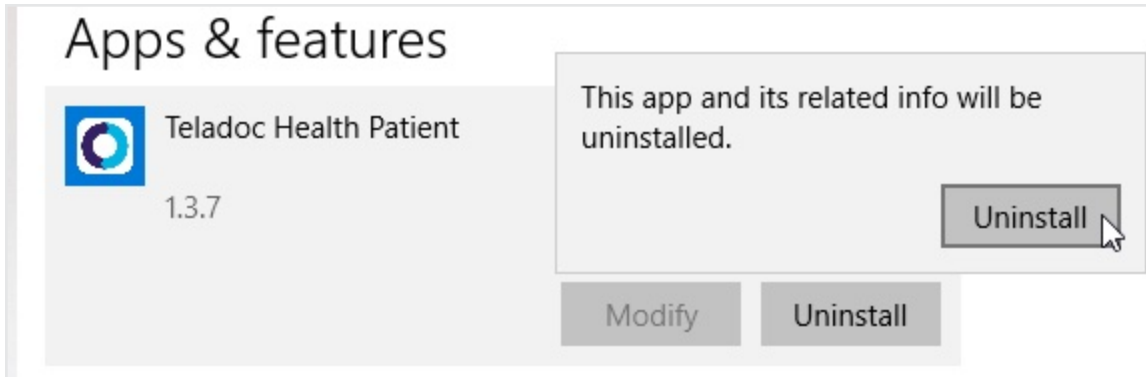 Apps & features
Teladoc Health Patient
1.3.7
This app and its related info will be
uninstalled.
Uninstall
Modify
Uninstall